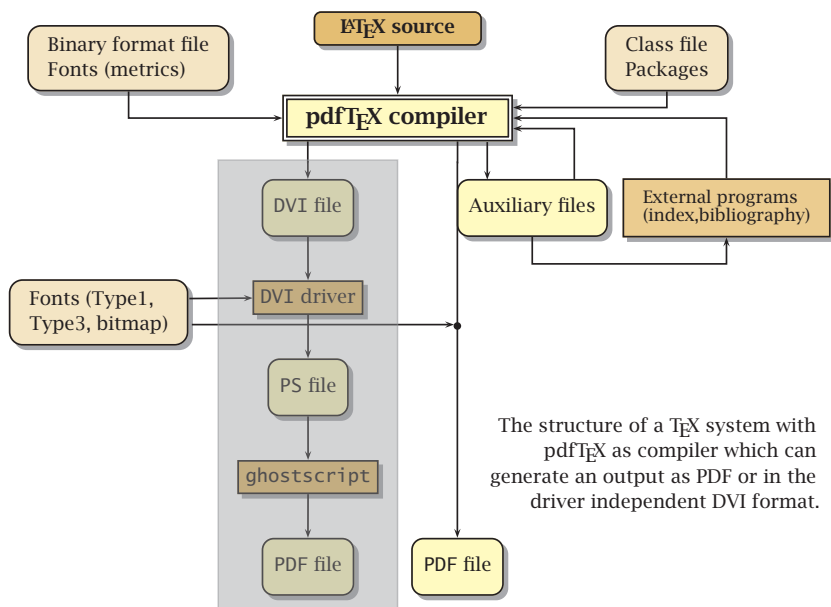 LATEX source
Binary format file
Fonts (metrics)
Class file
Packages
pdfTEX compiler
DVI file
Auxiliary files
External programs
(index,bibliography)
Fonts (Type1,
Type3, bitmap)
DVI driver
PS file
ghostscript
The structure of a TEX system with
pdfTEX as compiler which can
generate an output as PDF or in the
driver independent DVI format.
PDF file
PDF file